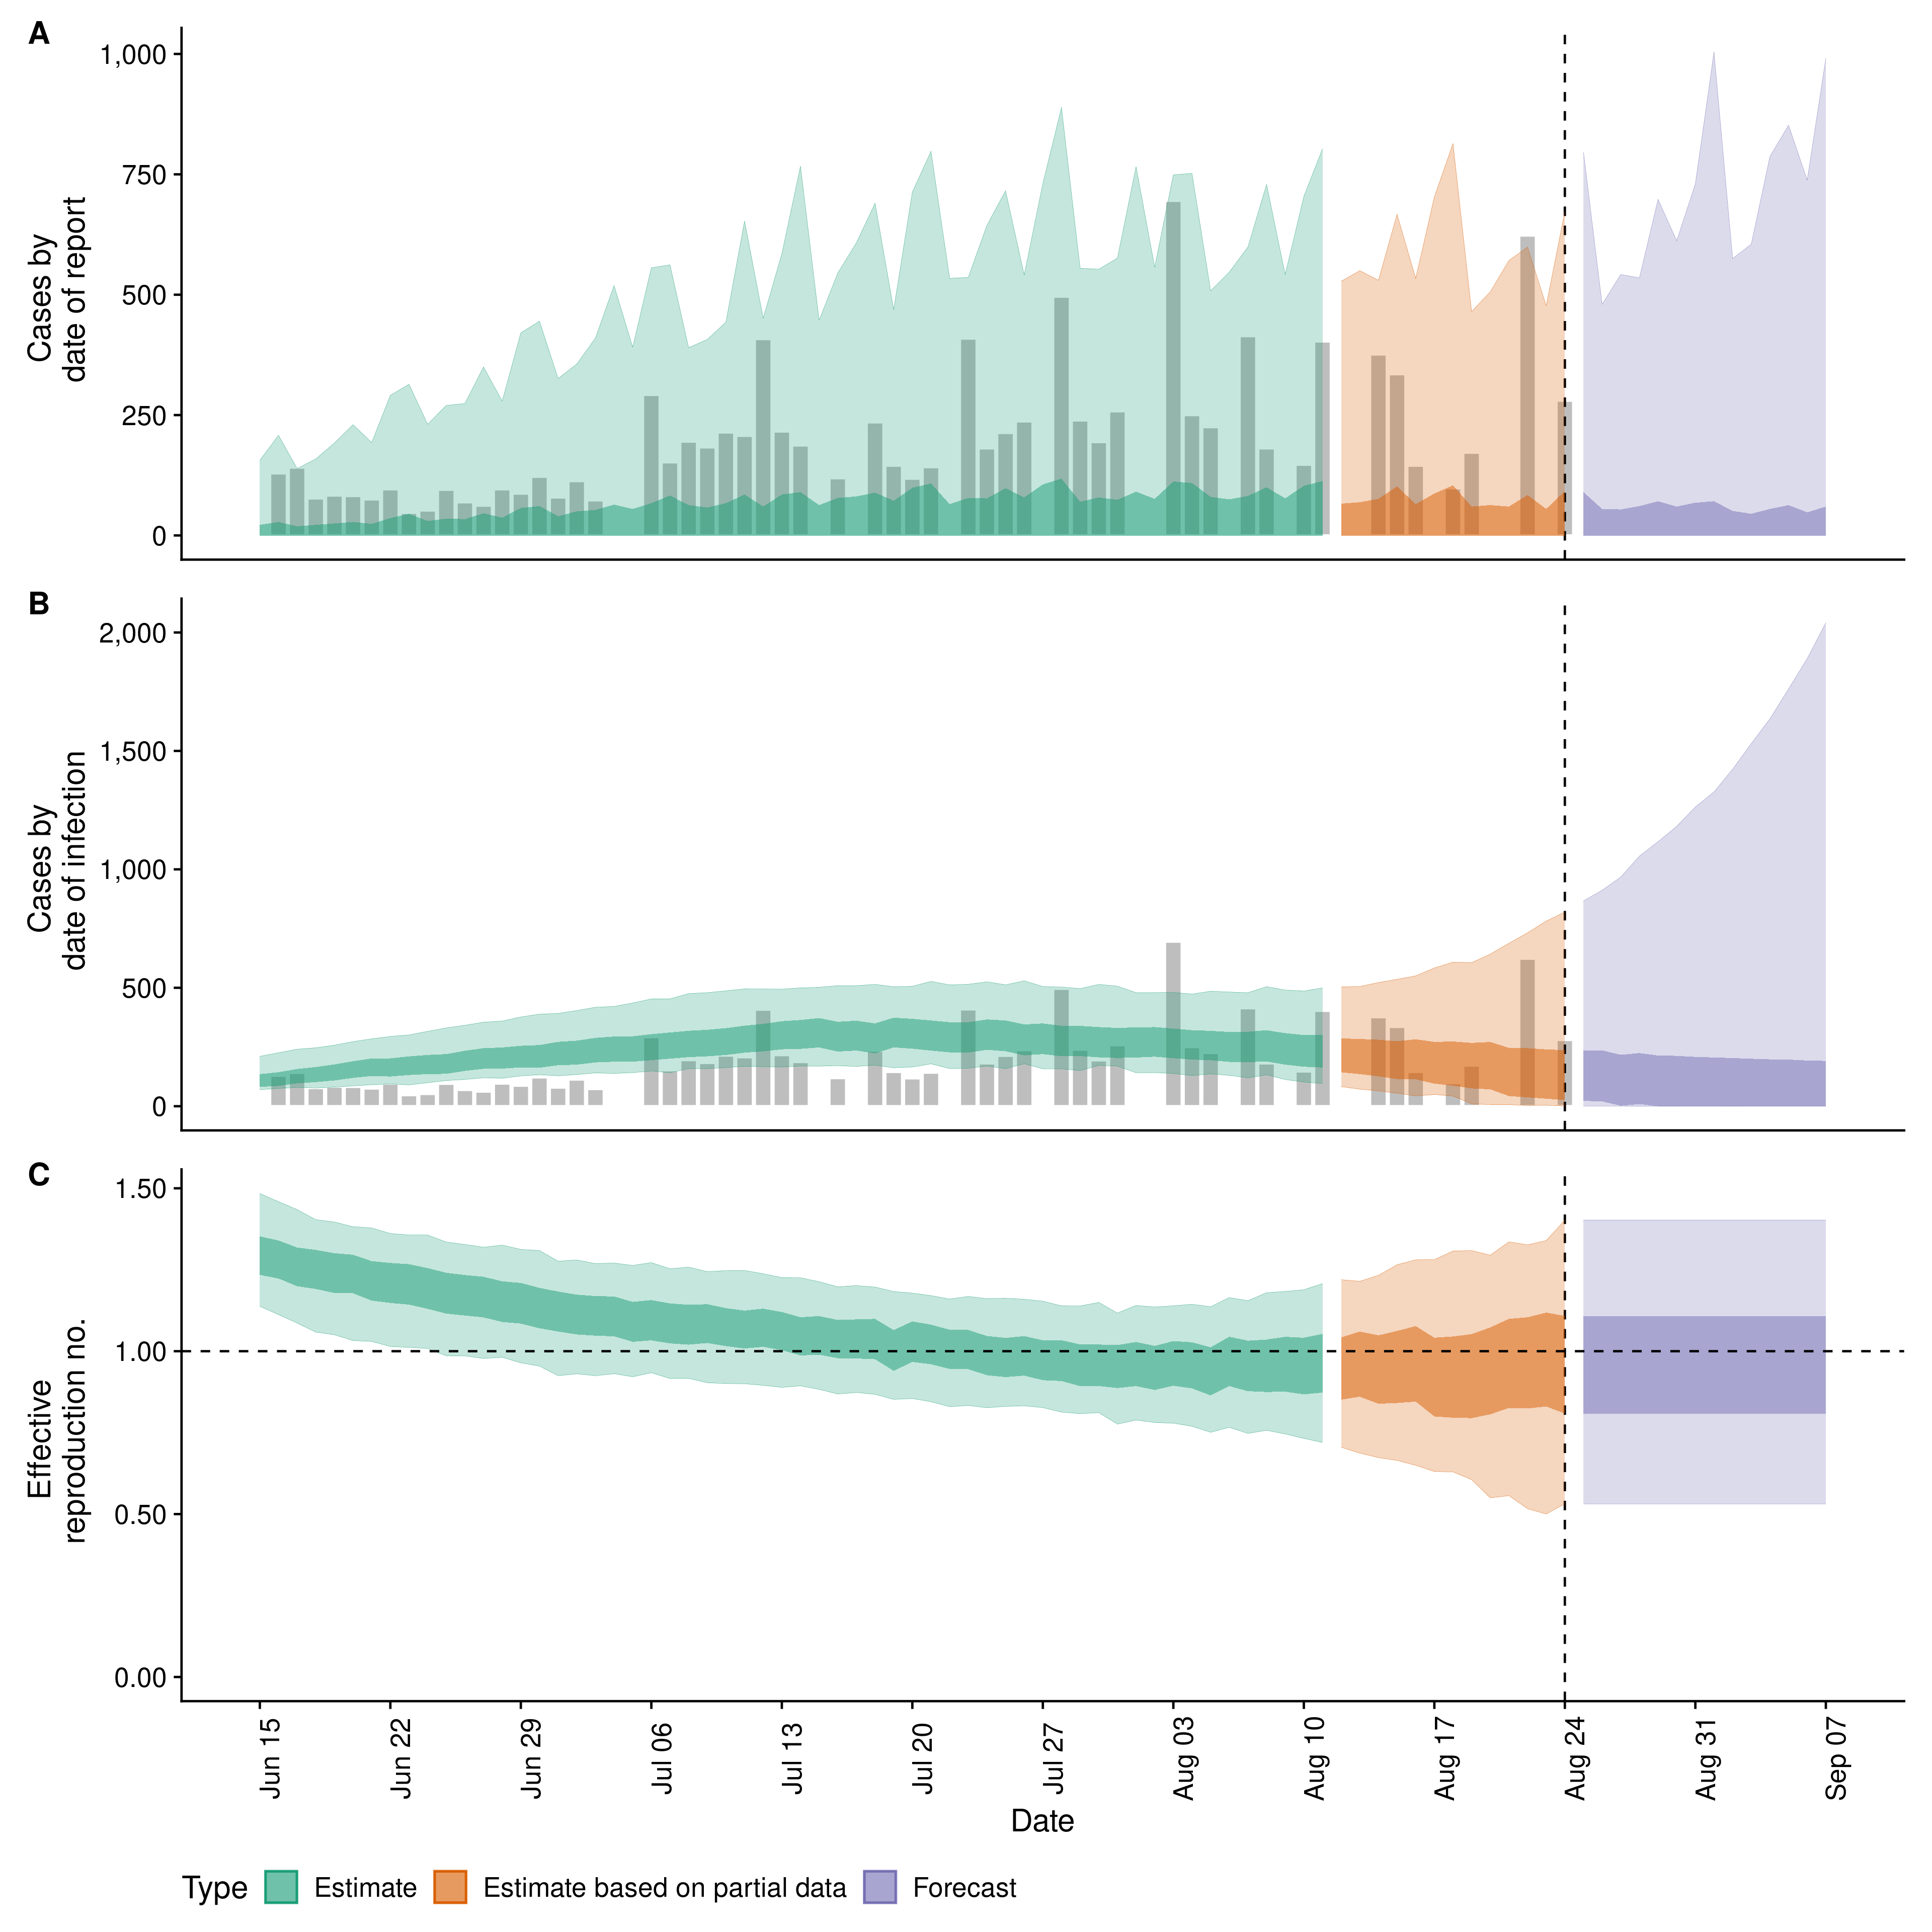 A
1,000
750
500
250
0
Cases by
date of report
B
2,000
1,500
1,000
500
0
Cases by
date of infection
C
1.50
1.00
0.50
0.00
Effective
reproduction no.
Jun 15
Jun 22
Jun 29
Jul 06
Jul 13
Jul 20
Jul 27
Aug 03
Aug 10
Aug 17
Aug 24
Aug 31
Sep 07
Date
Type Estimate Estimate based on partial data Forecast